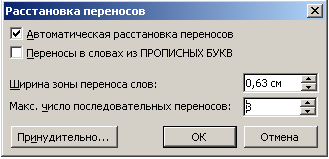 Расстановка переносов
Автоматическая расстановка переносов
Переносы в словах из ПРОПИСНЫХ БУКВ
Ширина зоны переноса слов: 0,63 см
Макс. число последовательных переносов: 3
Принудительно... ОК Отмена